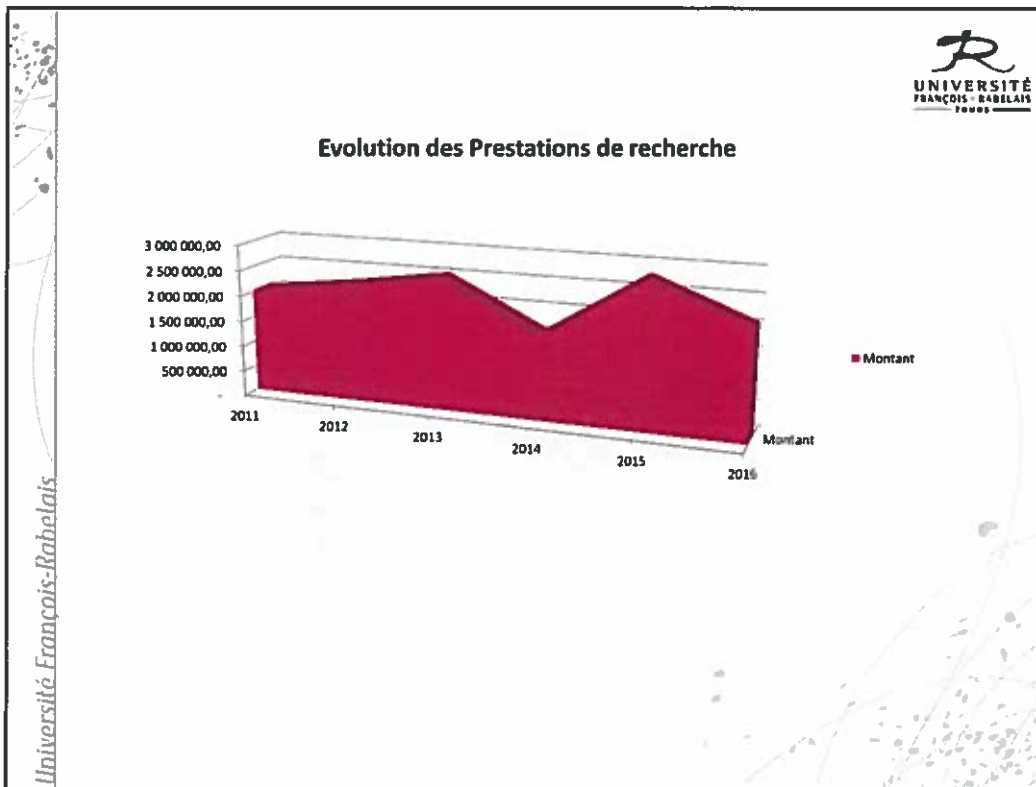 UNIVERSITÉ
FRANÇOIS - RABELAIS
TOURS
Evolution des Prestations de recherche
3 000 000,00
2 500 000,00
2 000 000,00
1 500 000,00
1 000 000,00
500 000,00
-
2011
2012
2013
2014
2015
2016
Montant
Montant
Université François-Rabelais